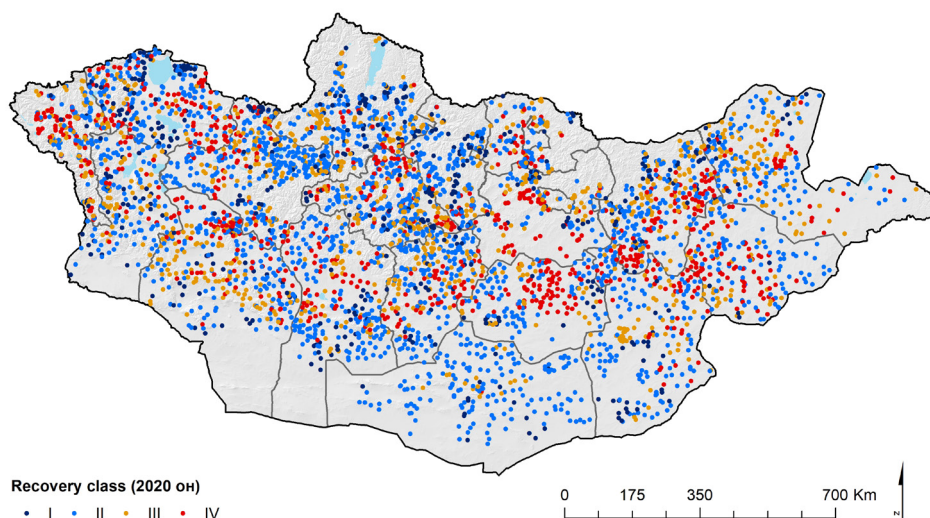 Recovery class (2020 он)
I II III IV
0 175 350 700 Km
z